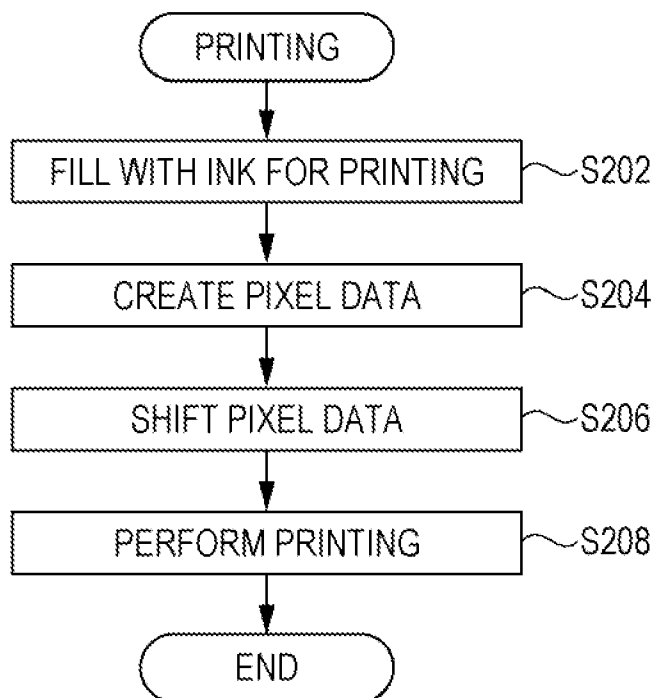 PRINTING
FILL WITH INK FOR PRINTING S202
CREATE PIXEL DATA S204
SHIFT PIXEL DATA S206
PERFORM PRINTING S208
END